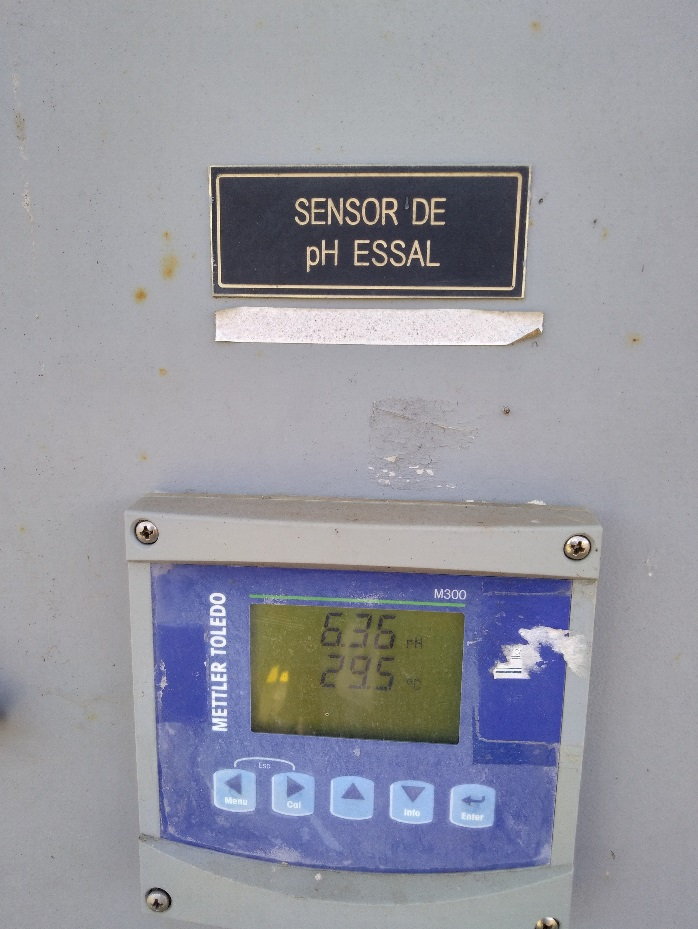 SENSOR DE
pH ESSAL
METTLER TOLEDO
M300
6.36 pH
29.5 °C
Esc
Menu
Cal
Info
Enter